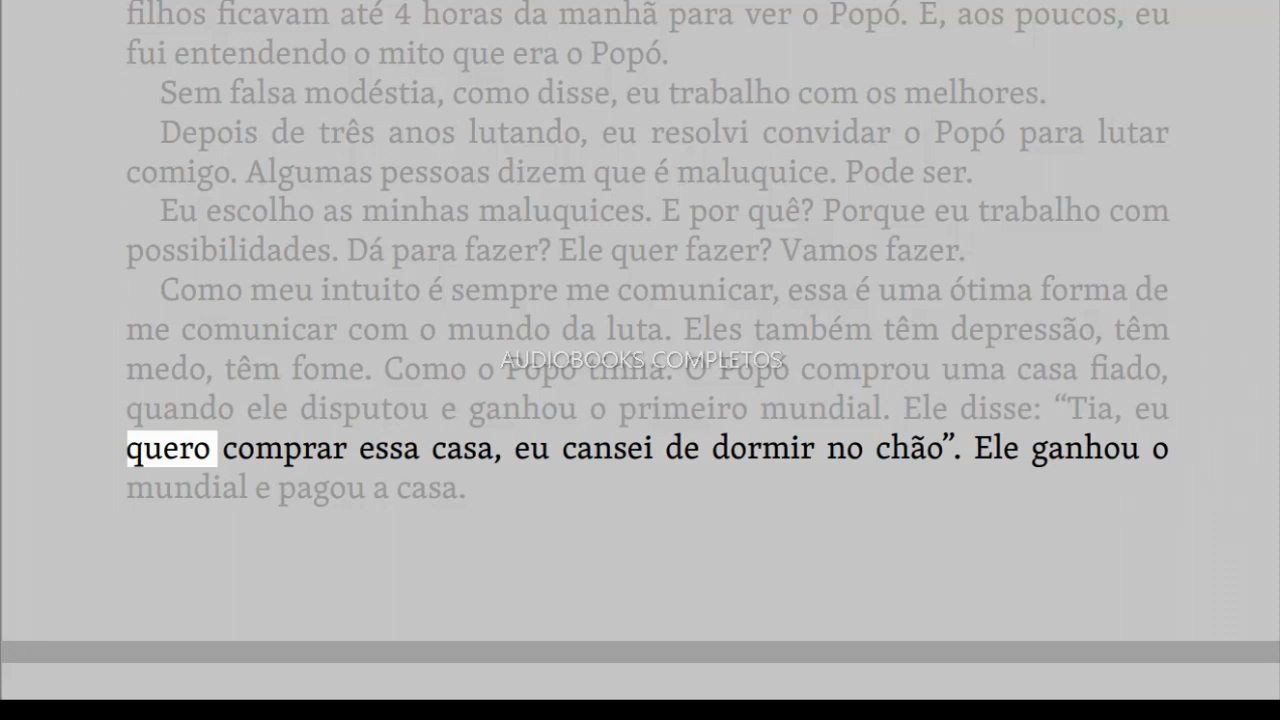 filhos ficavam até 4 horas da manhã para ver o Popó. E, aos poucos, eu
fui entendendo o mito que era o Popó.
Sem falsa modéstia, como disse, eu trabalho com os melhores.
Depois de três anos lutando, eu resolvi convidar o Popó para lutar
comigo. Algumas pessoas dizem que é maluquice. Pode ser.
Eu escolho as minhas maluquices. E por quê? Porque eu trabalho com
possibilidades. Dá para fazer? Ele quer fazer? Vamos fazer.
Como meu intuito é sempre me comunicar, essa é uma ótima forma de
me comunicar com o mundo da luta. Eles também têm depressão, têm
medo, têm fome. Como o Popó tinha. O Popó comprou uma casa fiado,
AUDIOBOOKS COMPLETOS
quando ele disputou e ganhou o primeiro mundial. Ele disse: “Tia, eu
quero comprar essa casa, eu cansei de dormir no chão”. Ele ganhou o
mundial e pagou a casa.